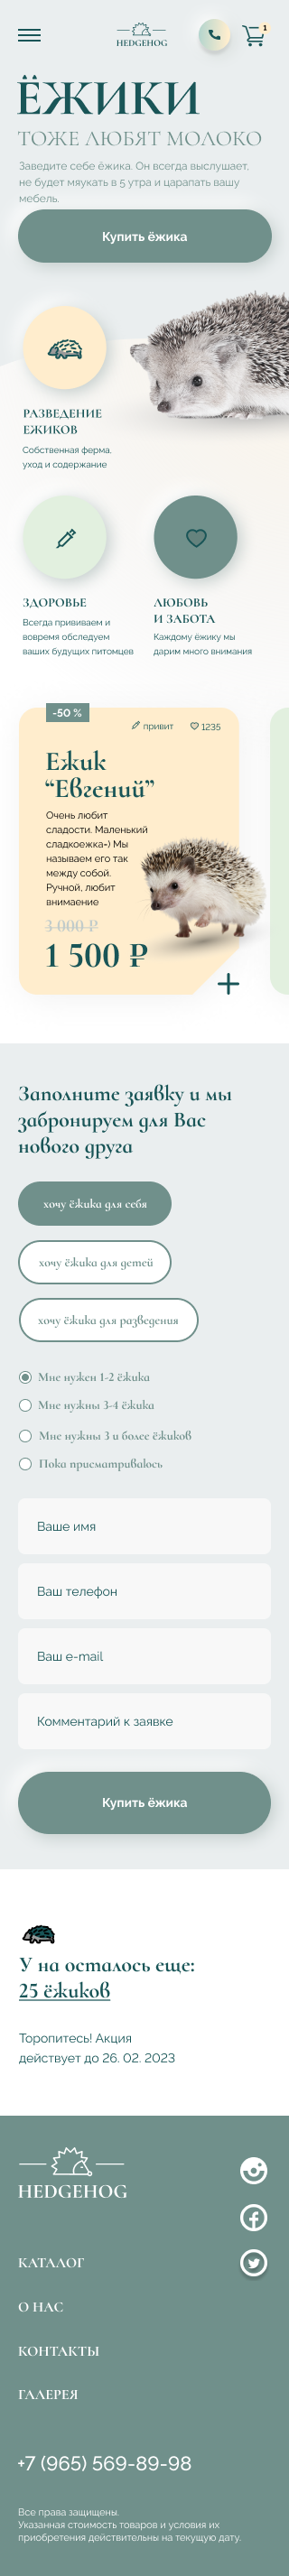 HEDGEHOG
1
ЁЖИКИ
ТОЖЕ ЛЮБЯТ МОЛОКО
Заведите себе ёжика. Он всегда выслушает,
не будет мяукать в 5 утра и царапать вашу
мебель.
Купить ёжика
РАЗВЕДЕНИЕ
ЕЖИКОВ
Собственная ферма,
уход и содержание
ЗДОРОВЬЕ
Всегда прививаем и
вовремя обследуем
ваших будущих питомцев
ЛЮБОВЬ
И ЗАБОТА
Каждому ёжику мы
дарим много внимания
-50 %
привит
1235
Ёжик
“Евгений”
Очень любит
сладости. Маленький
сладкоежка=) Мы
называем его так
между собой.
Ручной, любит
внимаение
3 000 ₽
1 500 ₽
Заполните заявку и мы
забронируем для Вас
нового друга
хочу ёжика для себя
хочу ёжика для детей
хочу ёжика для разведения
Мне нужен 1-2 ёжика
Мне нужны 3-4 ёжика
Мне нужны 3 и более ёжиков
Пока присматриваюсь
Ваше имя
Ваш телефон
Ваш e-mail
Комментарий к заявке
Купить ёжика
У на осталось еще:
25 ёжиков
Торопитесь! Акция
действует до 26. 02. 2023
HEDGEHOG
КАТАЛОГ
О НАС
КОНТАКТЫ
ГАЛЕРЕЯ
+7 (965) 569-89-98
Все права защищены.
Указанная стоимость товаров и условия их
приобретения действительны на текущую дату.